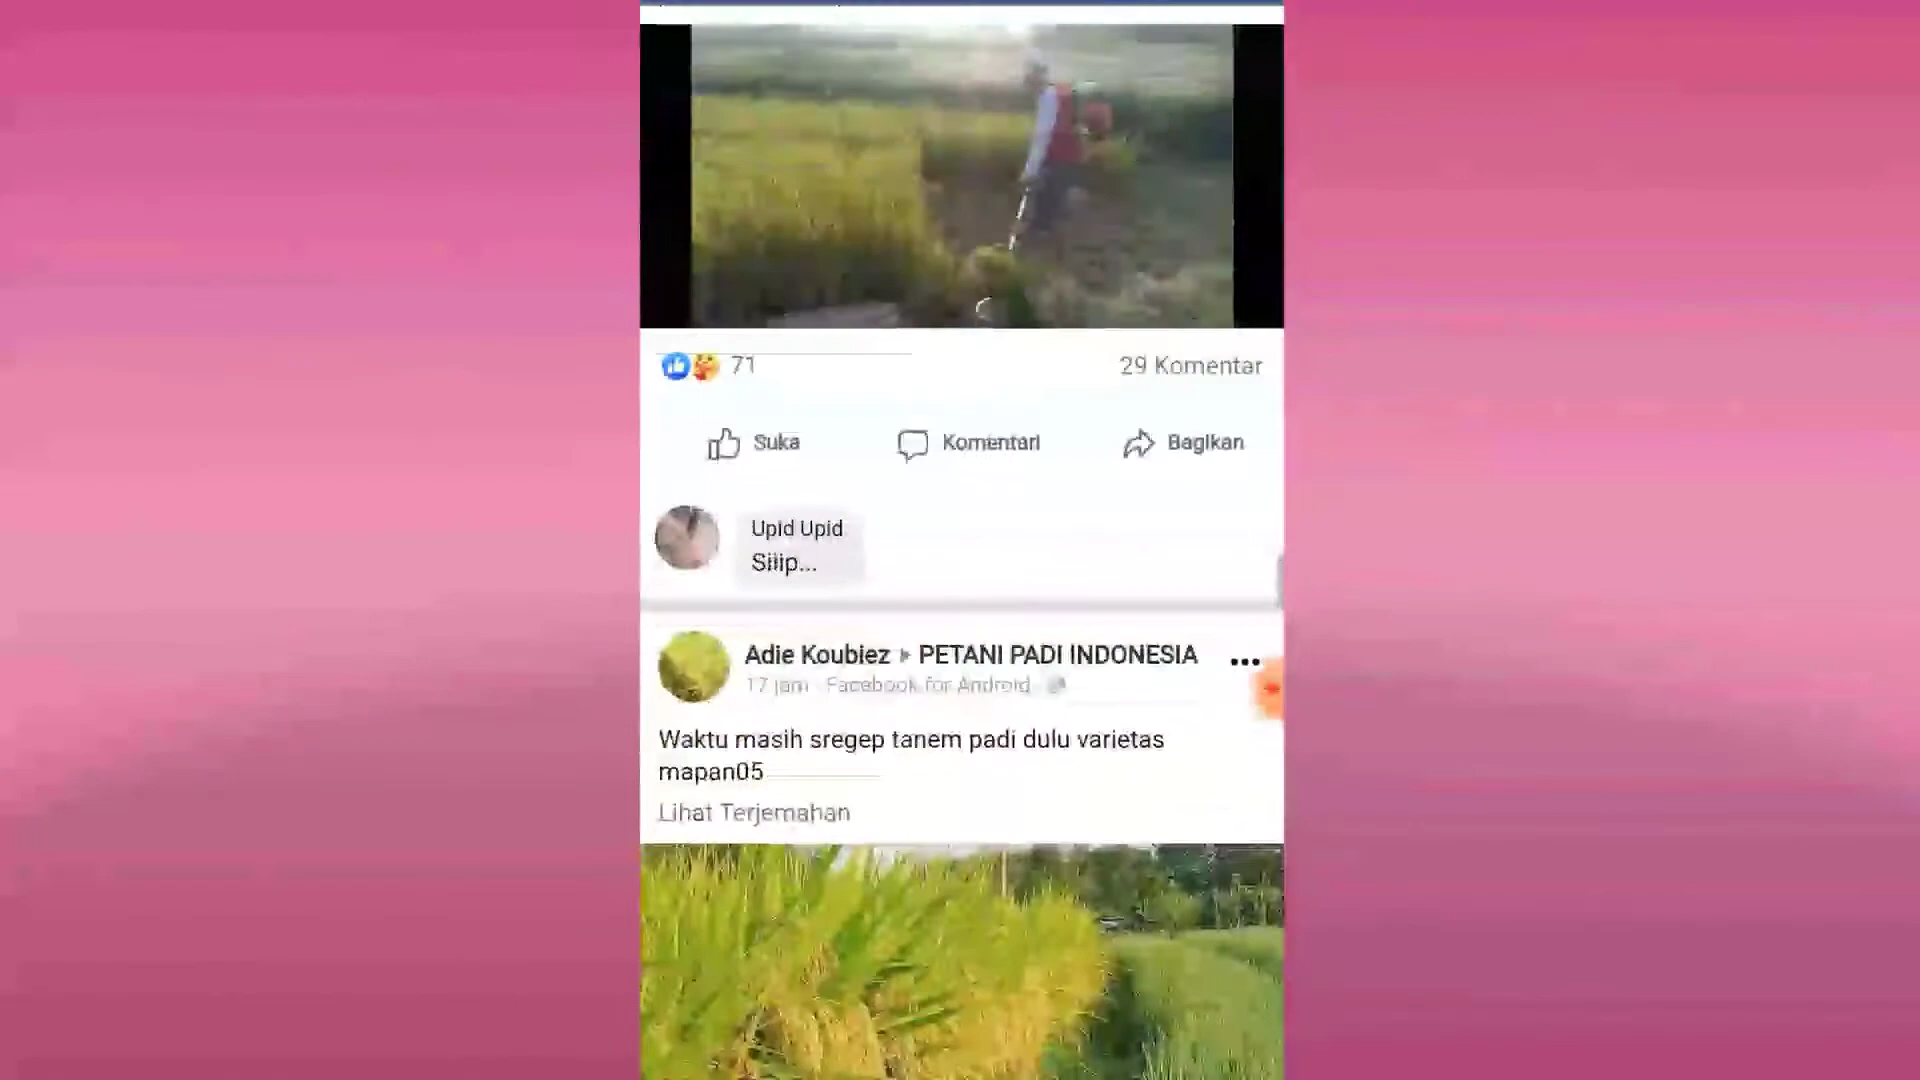 71
29 Komentar
Suka
Komentari
Bagikan
Upid Upid
Siiip...
Adie Koubiez ▸ PETANI PADI INDONESIA
17 jam · Facebook for Android ·
Waktu masih sregep tanem padi dulu varietas
mapan05
Lihat Terjemahan